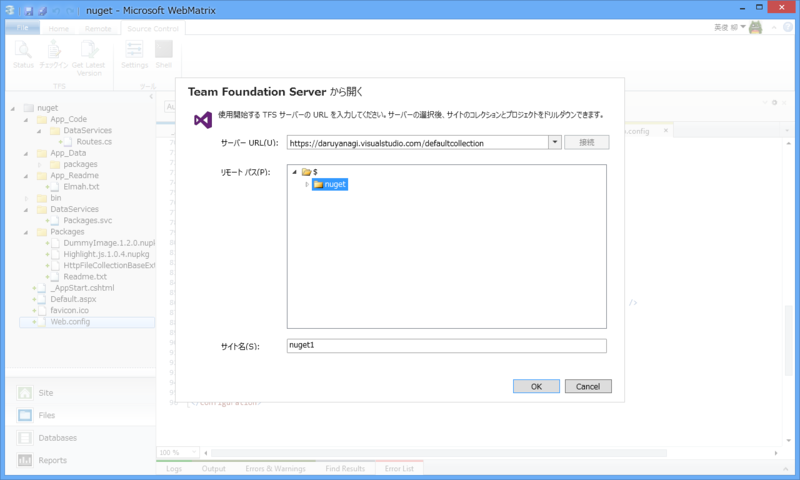 nuget - Microsoft WebMatrix
英俊 柳
Home
Remote
Source Control
Status
チェックイン
Get Latest Version
Settings
Shell
TFS
ツール
nuget
App_Code
DataServices
Routes.cs
App_Data
packages
App_Readme
Elmah.txt
bin
DataServices
Packages.svc
Packages
DummyImage.1.2.0.nupl
Highlight.js.1.0.4.nupkg
HttpFileCollectionBaseExt
Readme.txt
_AppStart.cshtml
Default.aspx
favicon.ico
Web.config
Site
Files
Databases
Reports
Team Foundation Server から開く
使用開始する TFS サーバーの URL を入力してください。サーバーの選択後、サイトのコレクションとプロジェクトをドリルダウンできます。
サーバー URL(U):
https://daruyanagi.visualstudio.com/defaultcollection
接続
リモート パス(P):
$
nuget
サイト名(S):
nuget1
OK
Cancel
/>
</configuration>
100 %
Logs
Output
Errors & Warnings
Find Results
Error List